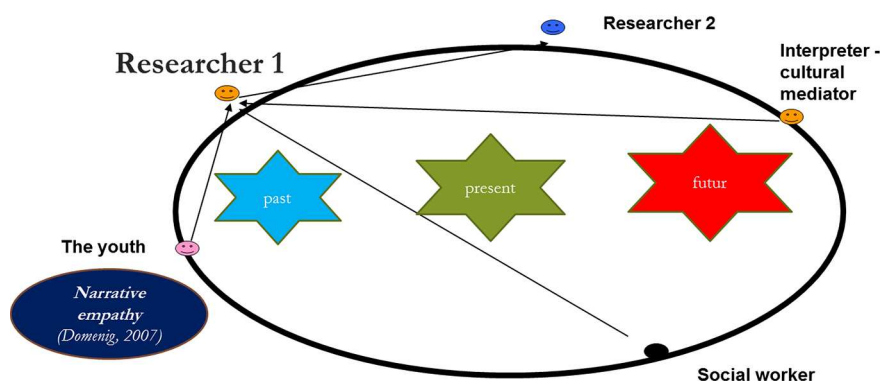 Researcher 2
Researcher 1
Interpreter -
cultural
mediator
past
present
futur
The youth
Narrative
empathy
(Domenig, 2007)
Social worker